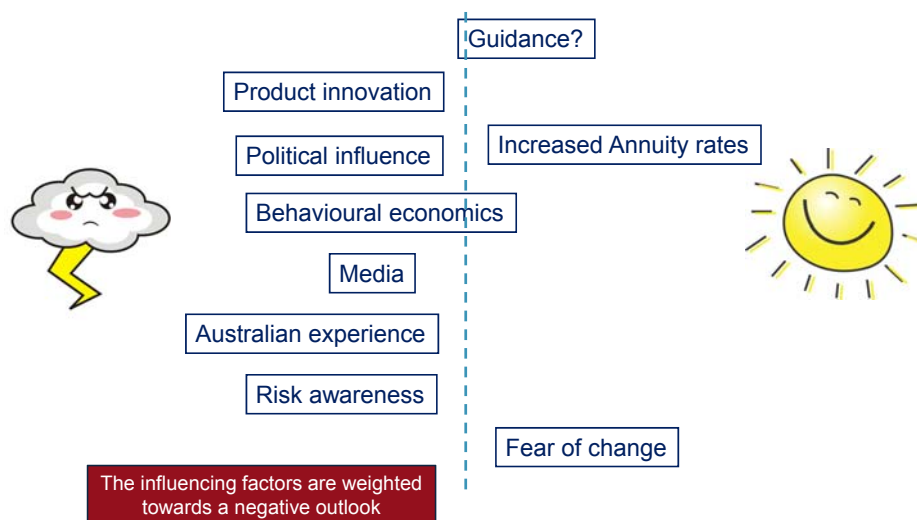 Guidance?
Product innovation
Increased Annuity rates
Political influence
Behavioural economics
Media
Australian experience
Risk awareness
Fear of change
The influencing factors are weighted
towards a negative outlook